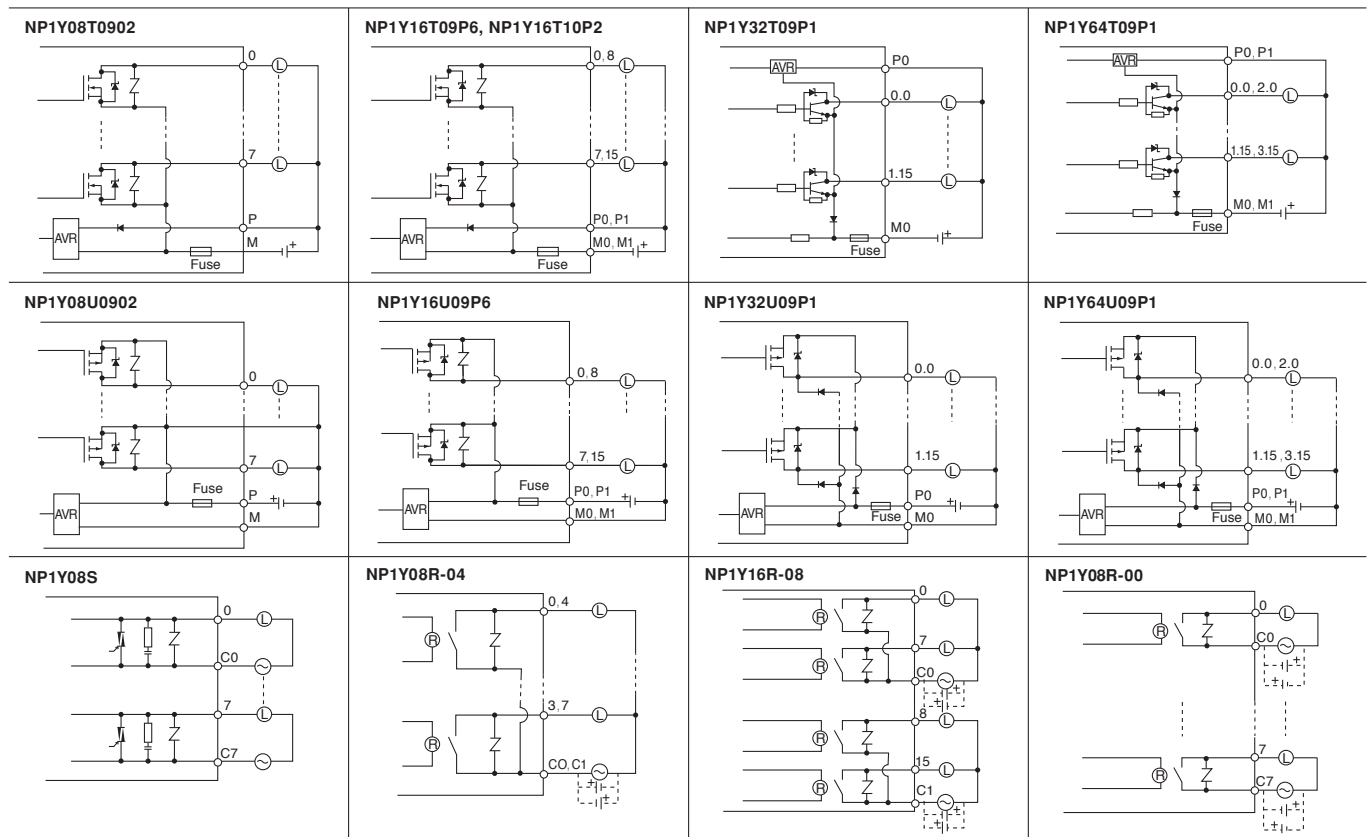 NP1Y08T0902
0
L
7
L
P
AVR
M
+
Fuse
NP1Y16T09P6, NP1Y16T10P2
0, 8
L
7, 15
L
P0, P1
AVR
M0, M1
+
Fuse
NP1Y32T09P1
AVR
P0
0.0
L
1.15
L
M0
+
Fuse
NP1Y64T09P1
AVR
P0, P1
0.0, 2.0
L
1.15, 3.15
L
M0, M1
+
Fuse
NP1Y08U0902
0
L
7
L
Fuse
P
+
AVR
M
NP1Y16U09P6
0, 8
L
7, 15
L
Fuse
P0, P1
+
AVR
M0, M1
NP1Y32U09P1
0.0
L
1.15
L
P0
+
AVR
Fuse
M0
NP1Y64U09P1
0.0, 2.0
L
1.15, 3.15
L
P0, P1
+
AVR
Fuse
M0, M1
NP1Y08S
0
L
C0
7
L
C7
NP1Y08R-04
0, 4
R
L
3, 7
R
L
CO, C1
+
+
NP1Y16R-08
0
R
L
7
R
L
C0
+
+
8
R
L
15
R
L
C1
+
+
NP1Y08R-00
0
R
L
C0
+
+
7
R
L
C7
+
+